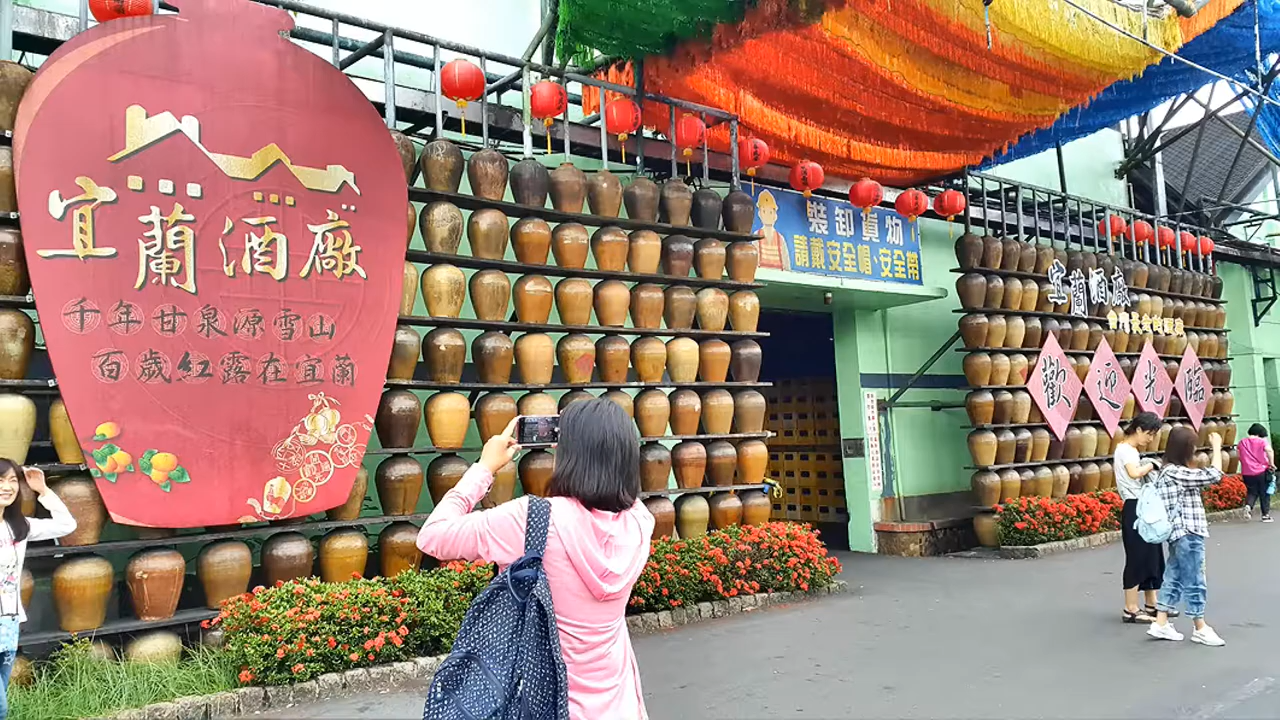 宜蘭酒廠
千年甘泉源雪山
百歲紅露在宜蘭
裝卸貨物
請戴安全帽、安全帶
宜蘭酒廠
歡迎光臨